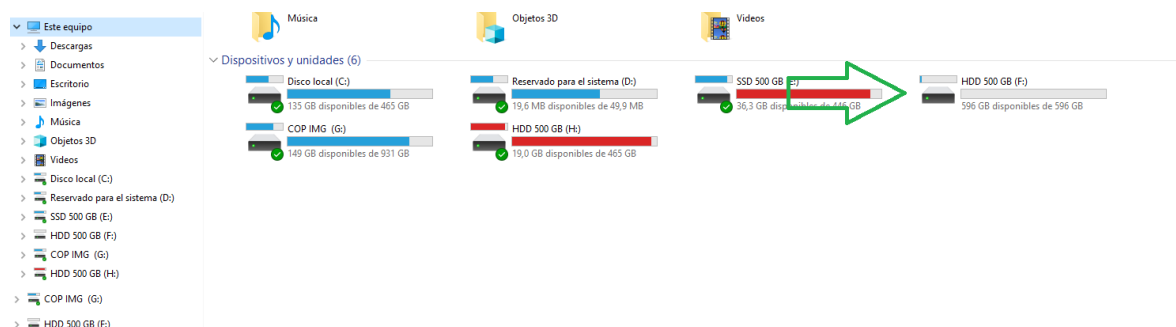 Este equipo
Descargas
Documentos
Escritorio
Imágenes
Música
Objetos 3D
Videos
Disco local (C:)
Reservado para el sistema (D:)
SSD 500 GB (E:)
HDD 500 GB (F:)
COP IMG (G:)
HDD 500 GB (H:)
COP IMG (G:)
HDD 500 GB (F:)
Música
Objetos 3D
Videos
Dispositivos y unidades (6)
Disco local (C:)
135 GB disponibles de 465 GB
Reservado para el sistema (D:)
19,6 MB disponibles de 49,9 MB
SSD 500 GB (E:)
36,3 GB disponibles de 446 GB
HDD 500 GB (F:)
596 GB disponibles de 596 GB
COP IMG (G:)
149 GB disponibles de 931 GB
HDD 500 GB (H:)
19,0 GB disponibles de 465 GB